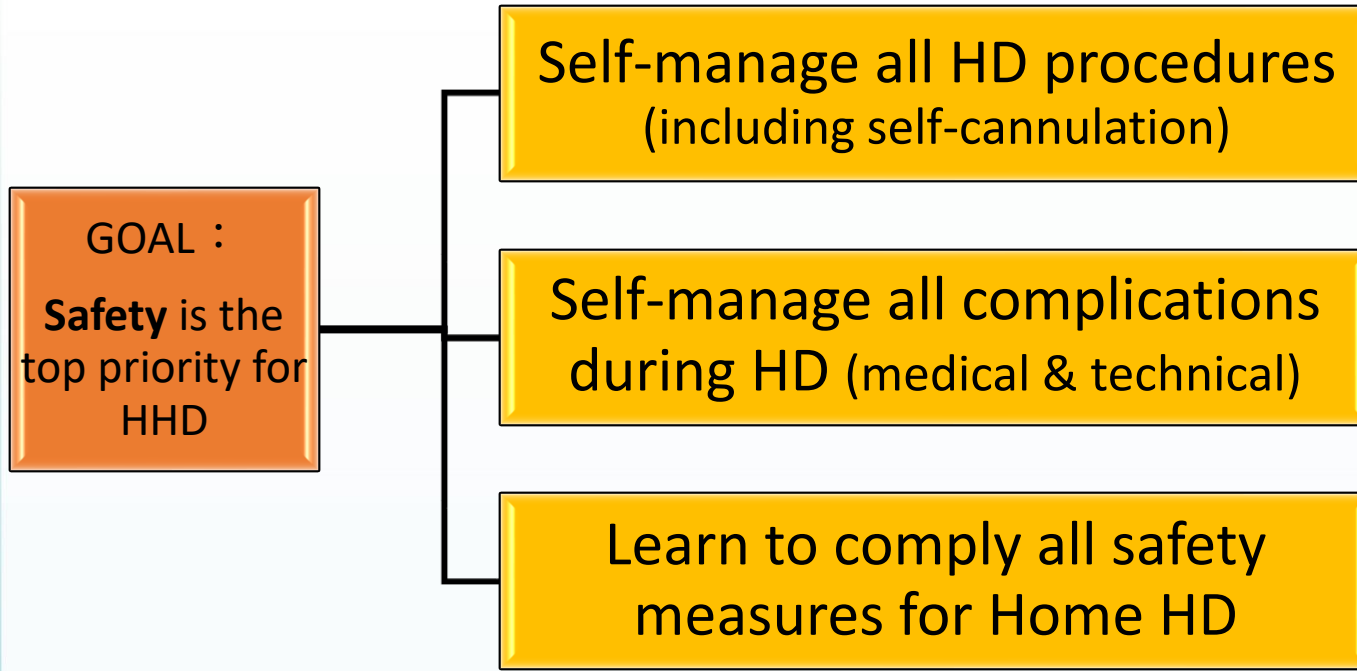 GOAL：
Safety is the
top priority for
HHD
Self-manage all HD procedures
(including self-cannulation)
Self-manage all complications
during HD (medical & technical)
Learn to comply all safety
measures for Home HD